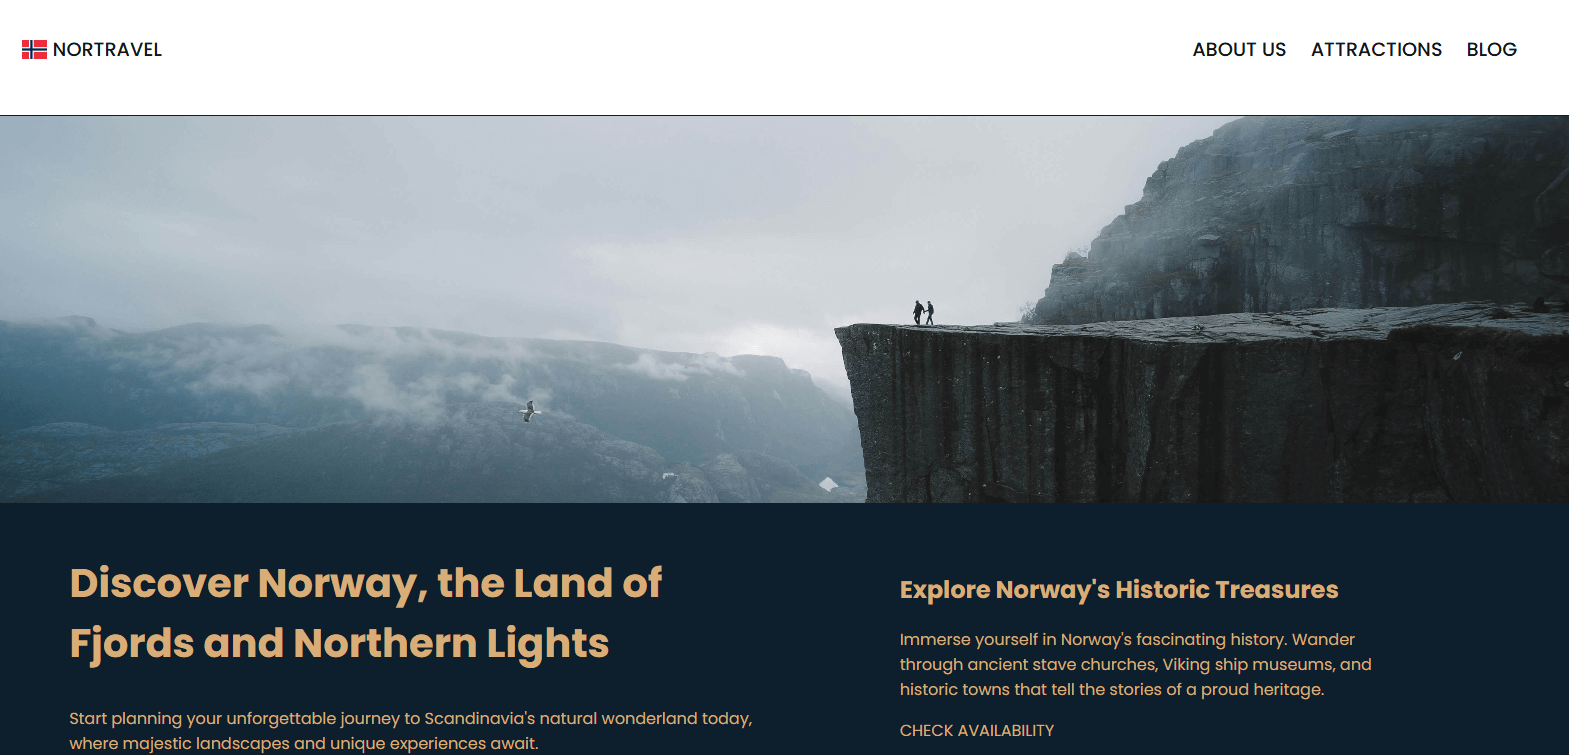 NORTRAVEL
ABOUT US
ATTRACTIONS
BLOG
Discover Norway, the Land of
Fjords and Northern Lights
Start planning your unforgettable journey to Scandinavia's natural wonderland today,
where majestic landscapes and unique experiences await.
Explore Norway's Historic Treasures
Immerse yourself in Norway's fascinating history. Wander
through ancient stave churches, Viking ship museums, and
historic towns that tell the stories of a proud heritage.
CHECK AVAILABILITY